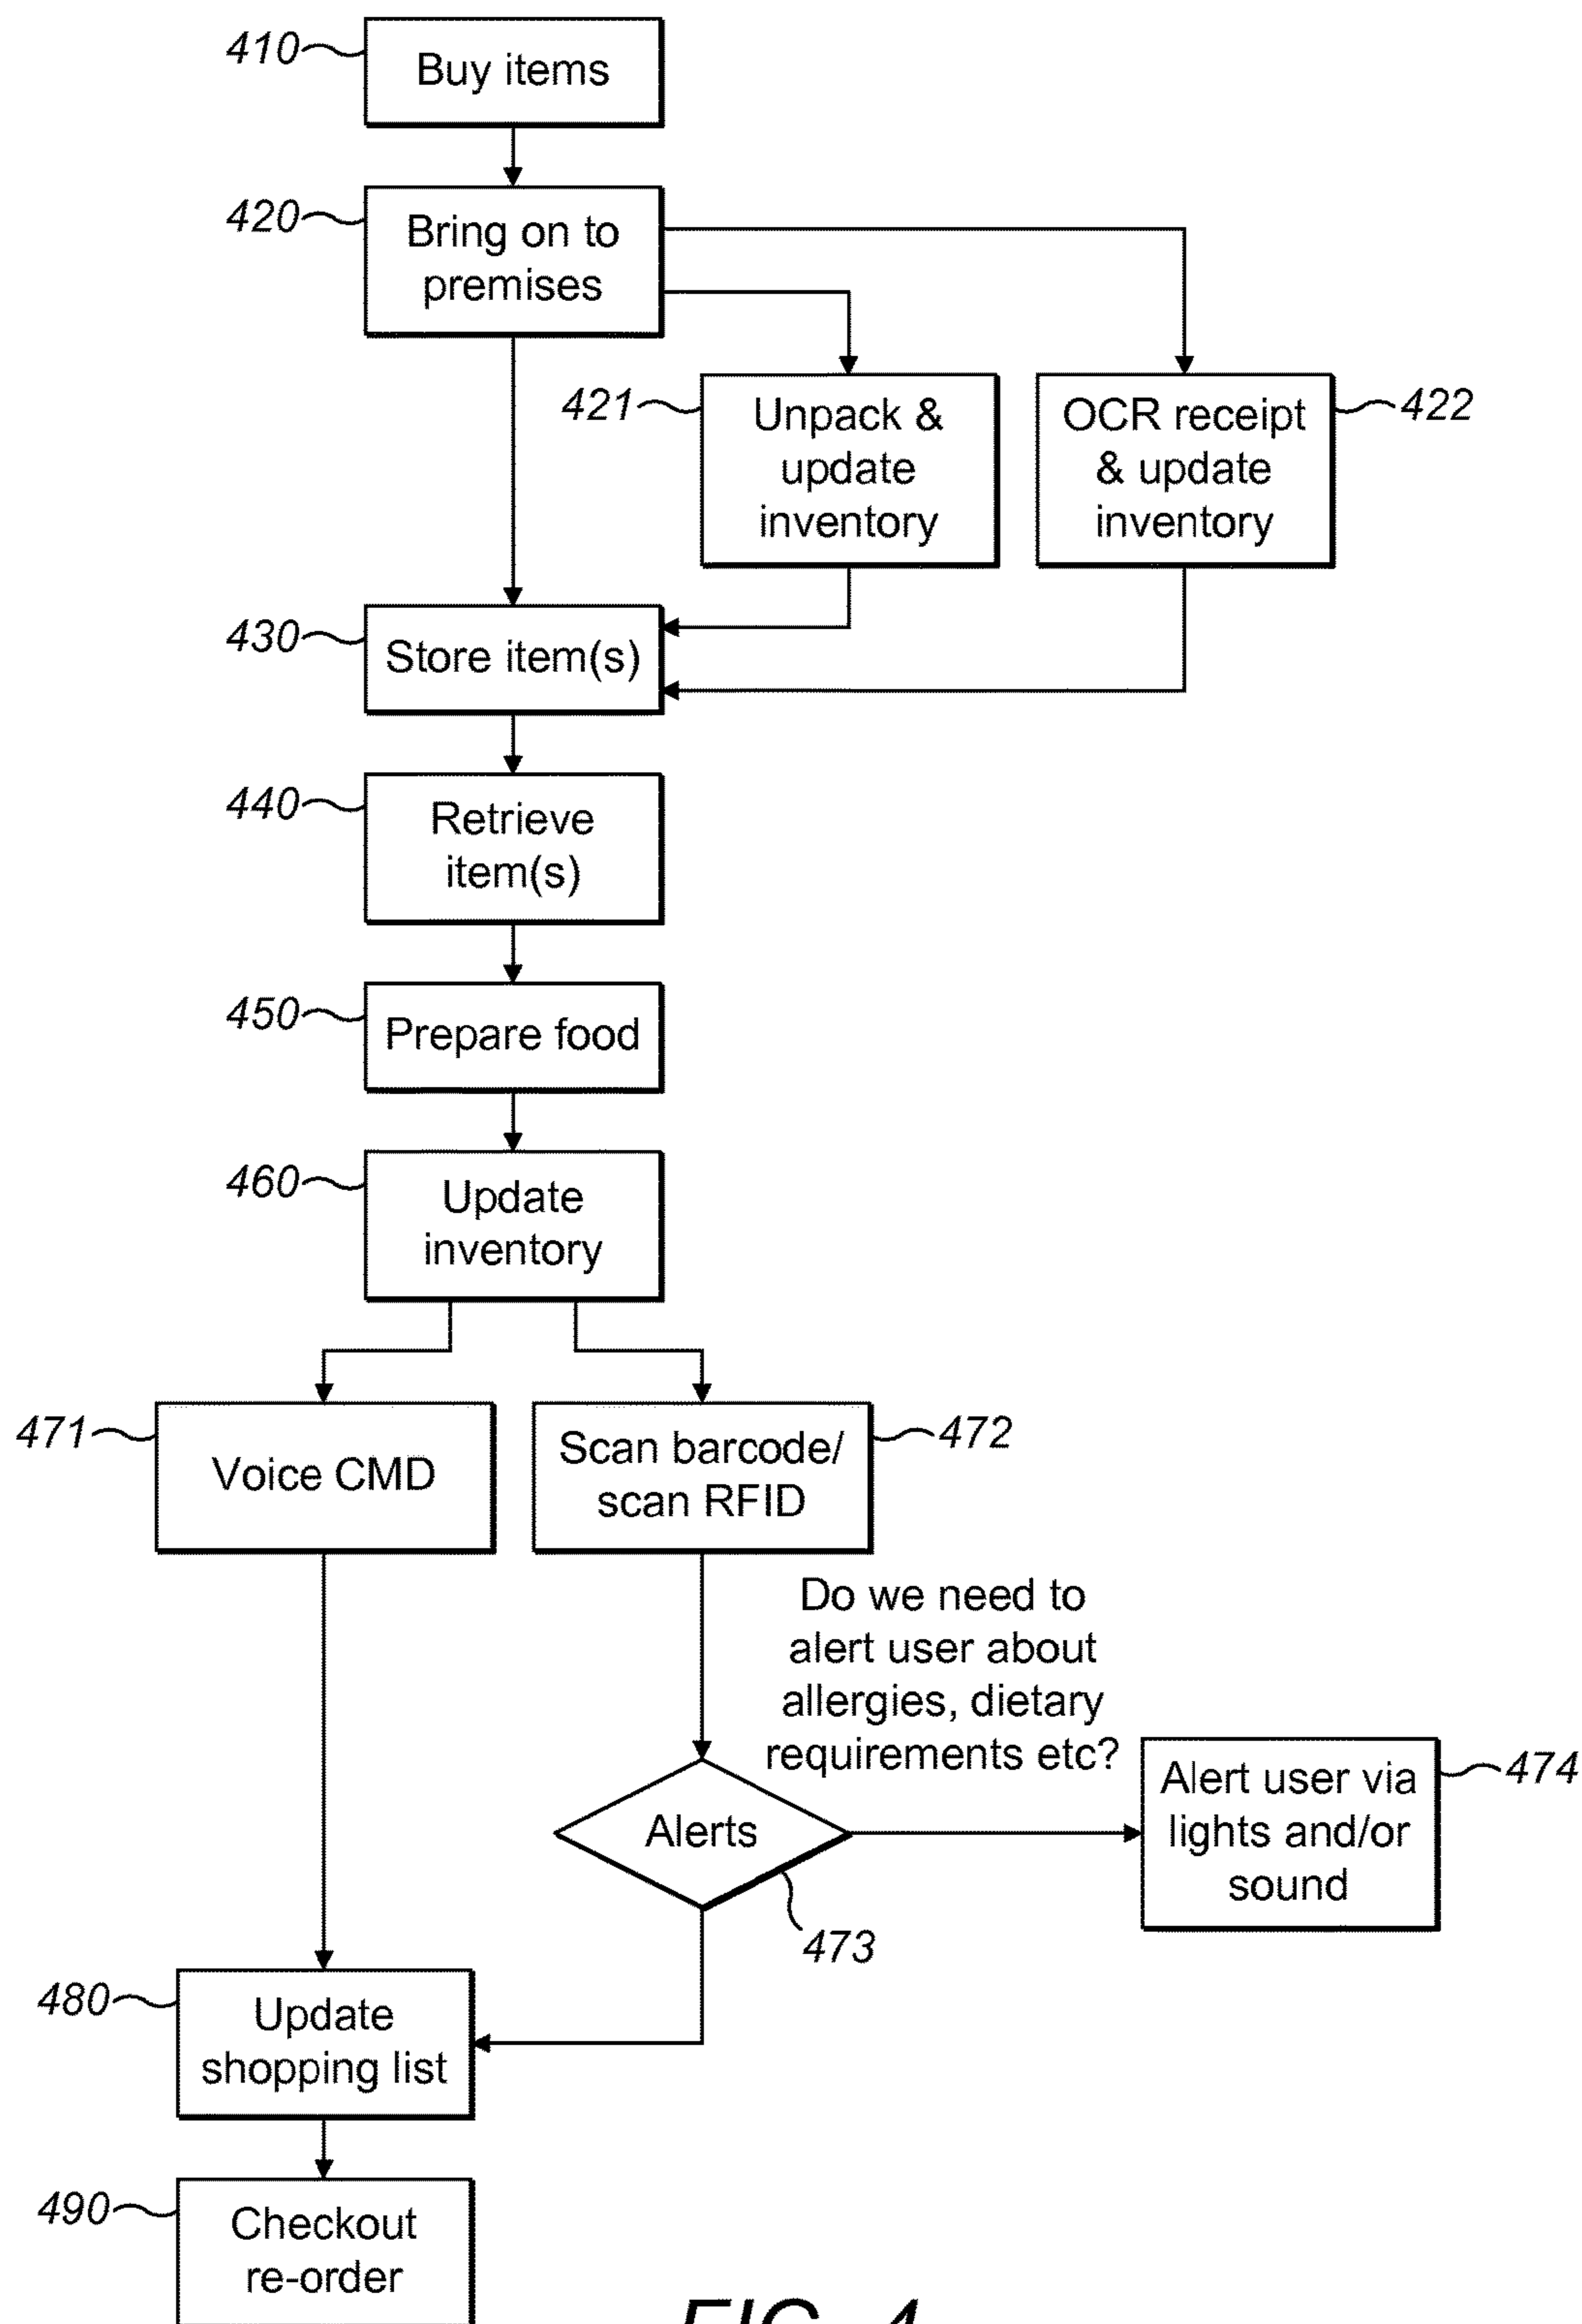 410
Buy items
420
Bring on to
premises
421
Unpack &
update
inventory
OCR receipt
& update
inventory
422
430
Store item(s)
440
Retrieve
item(s)
450
Prepare food
460
Update
inventory
471
Voice CMD
Scan barcode/
scan RFID
472
Do we need to
alert user about
allergies, dietary
requirements etc?
Alerts
473
Alert user via
lights and/or
sound
474
480
Update
shopping list
490
Checkout
re-order
FIG. 4